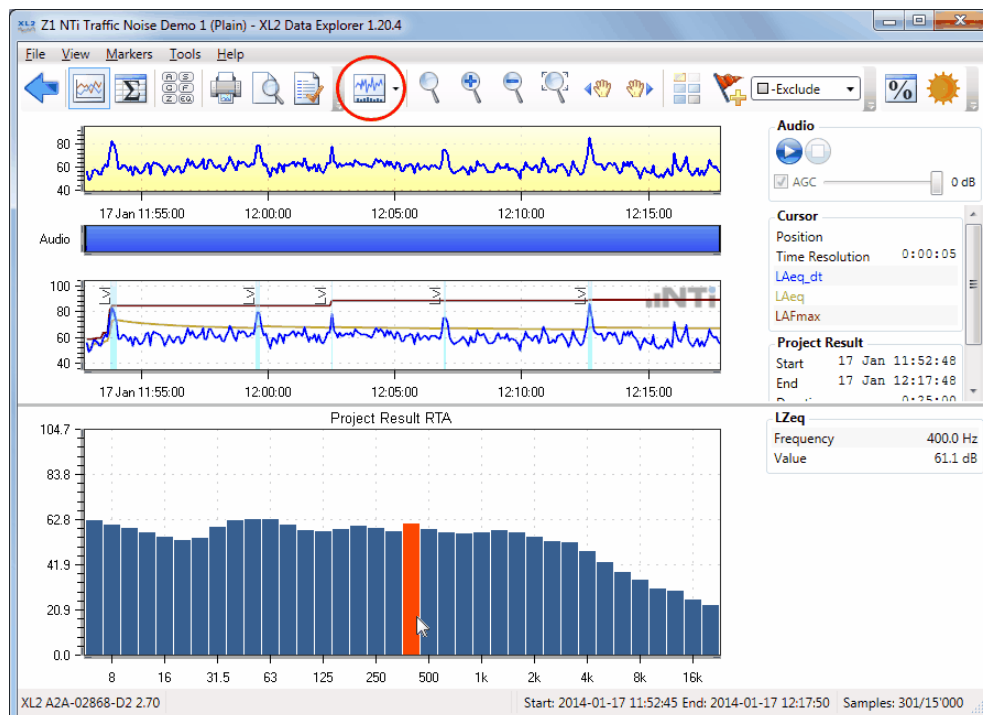 Z1 NTi Traffic Noise Demo 1 (Plain) - XL2 Data Explorer 1.20.4
File View Markers Tools Help
A S
C F
Z EQ
-Exclude
%
80
60
40
17 Jan 11:55:00 12:00:00 12:05:00 12:10:00 12:15:00
Audio
100
80
60
40
Lvl Lvl Lvl Lvl Lvl
NTi
17 Jan 11:55:00 12:00:00 12:05:00 12:10:00 12:15:00
Audio
AGC 0 dB
Cursor
Position
Time Resolution 0:00:05
LAeq_dt
LAeq
LAFmax
Project Result
Start 17 Jan 11:52:48
End 17 Jan 12:17:48
Project Result RTA
104.7
83.8
62.8
41.9
20.9
0.0
8 16 31.5 63 125 250 500 1k 2k 4k 8k 16k
LZeq
Frequency 400.0 Hz
Value 61.1 dB
XL2 A2A-02868-D2 2.70
Start: 2014-01-17 11:52:45 End: 2014-01-17 12:17:50 Samples: 301/15'000